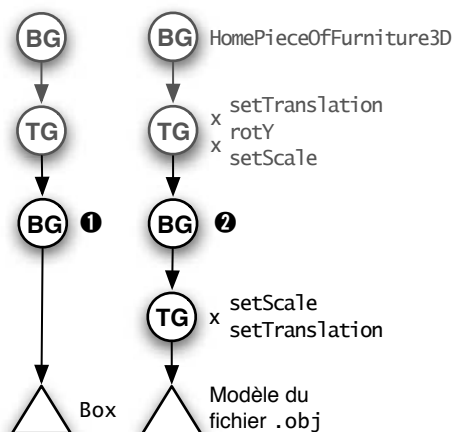 BG BG HomePieceOfFurniture3D
TG TG x setTranslation
x rotY
setScale
BG ❶ BG ❷
TG x setScale
setTranslation
Box Modèle du
fichier .obj